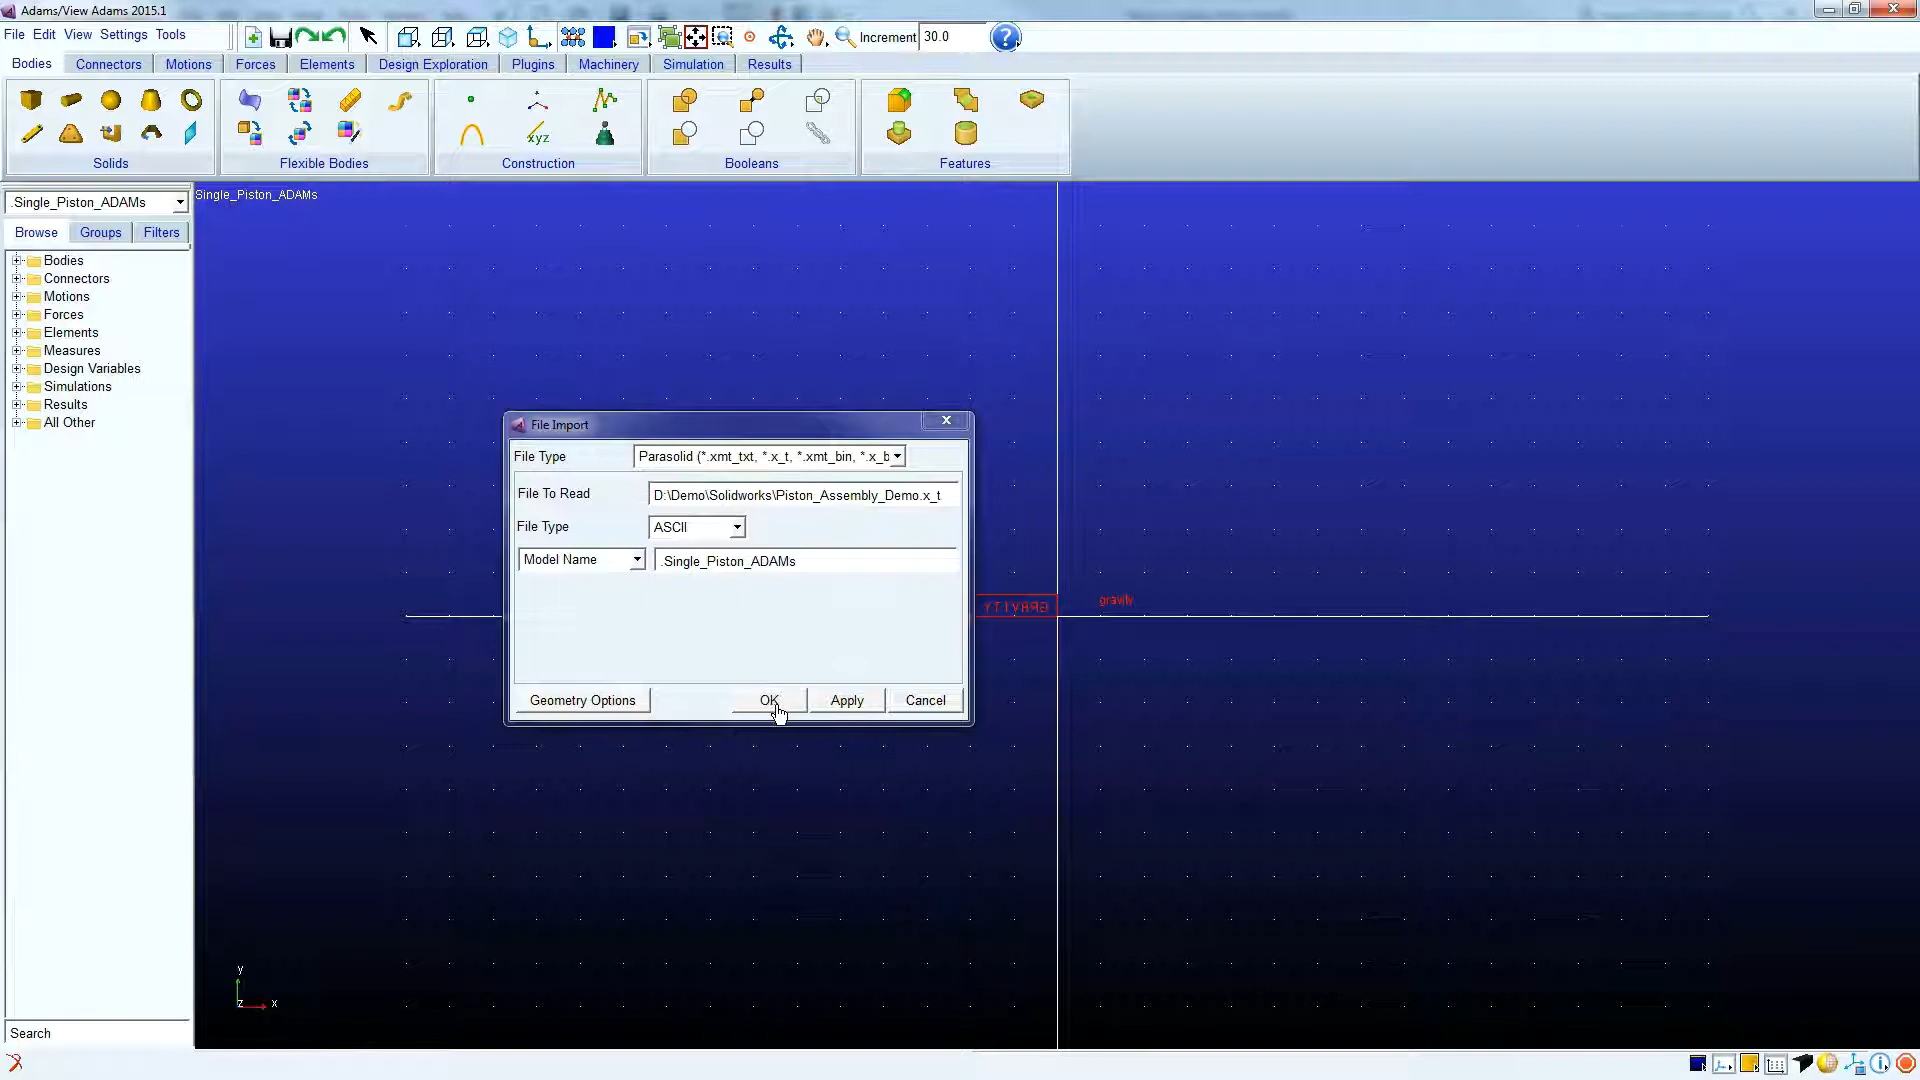 Adams/View Adams 2015.1
File Edit View Settings Tools
Increment 30.0
?
Bodies Connectors Motions Forces Elements Design Exploration Plugins Machinery Simulation Results
xyz
Solids Flexible Bodies Construction Booleans Features
.Single_Piston_ADAMs
Single_Piston_ADAMs
Browse Groups Filters
Bodies
Connectors
Motions
Forces
Elements
Measures
Design Variables
Simulations
Results
All Other
File Import
File Type Parasolid (*.xmt_txt, *.x_t, *.xmt_bin, *.x_b
File To Read D:\Demo\Solidworks\Piston_Assembly_Demo.x_t
File Type ASCII
Model Name .Single_Piston_ADAMs
Geometry Options OK Apply Cancel
GRAVITY
gravity
y
z x
Search